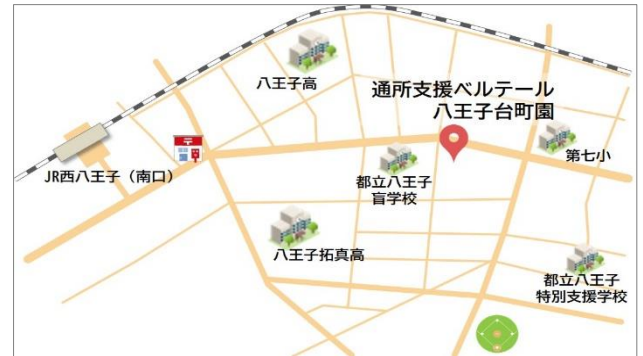 八王子高
通所支援ベルテール
八王子台町園
第七小
JR西八王子（南口）
〒
都立八王子
盲学校
八王子拓真高
都立八王子
特別支援学校